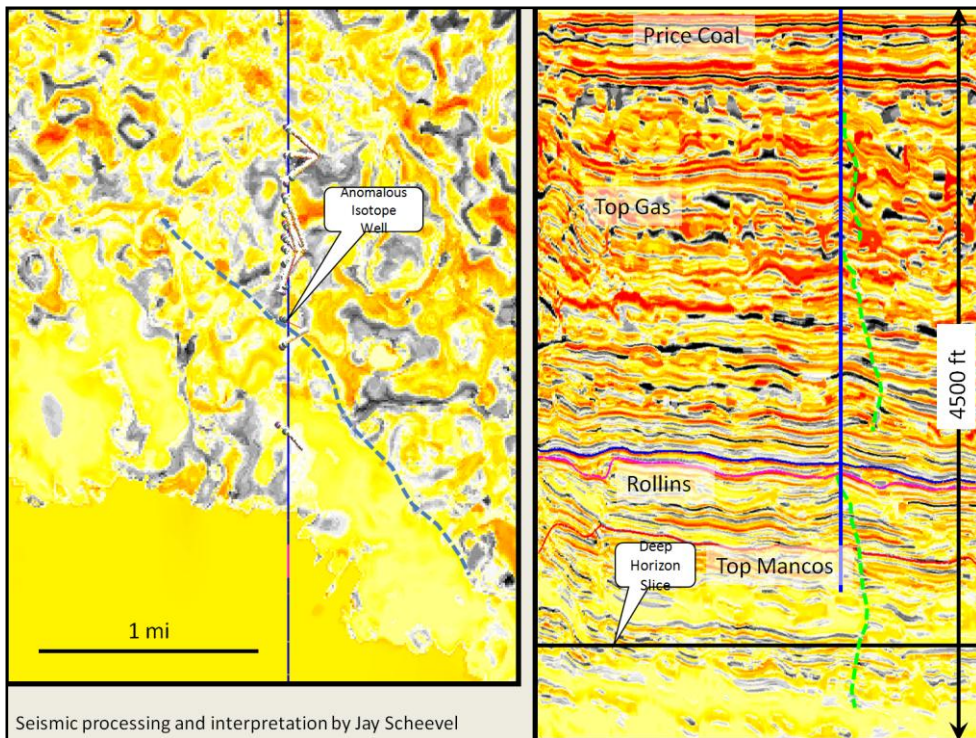 Anomalous
Isotope
Well
1 mi
Seismic processing and interpretation by Jay Scheevel
Price Coal
Top Gas
Rollins
Deep
Horizon
Slice
Top Mancos
4500 ft